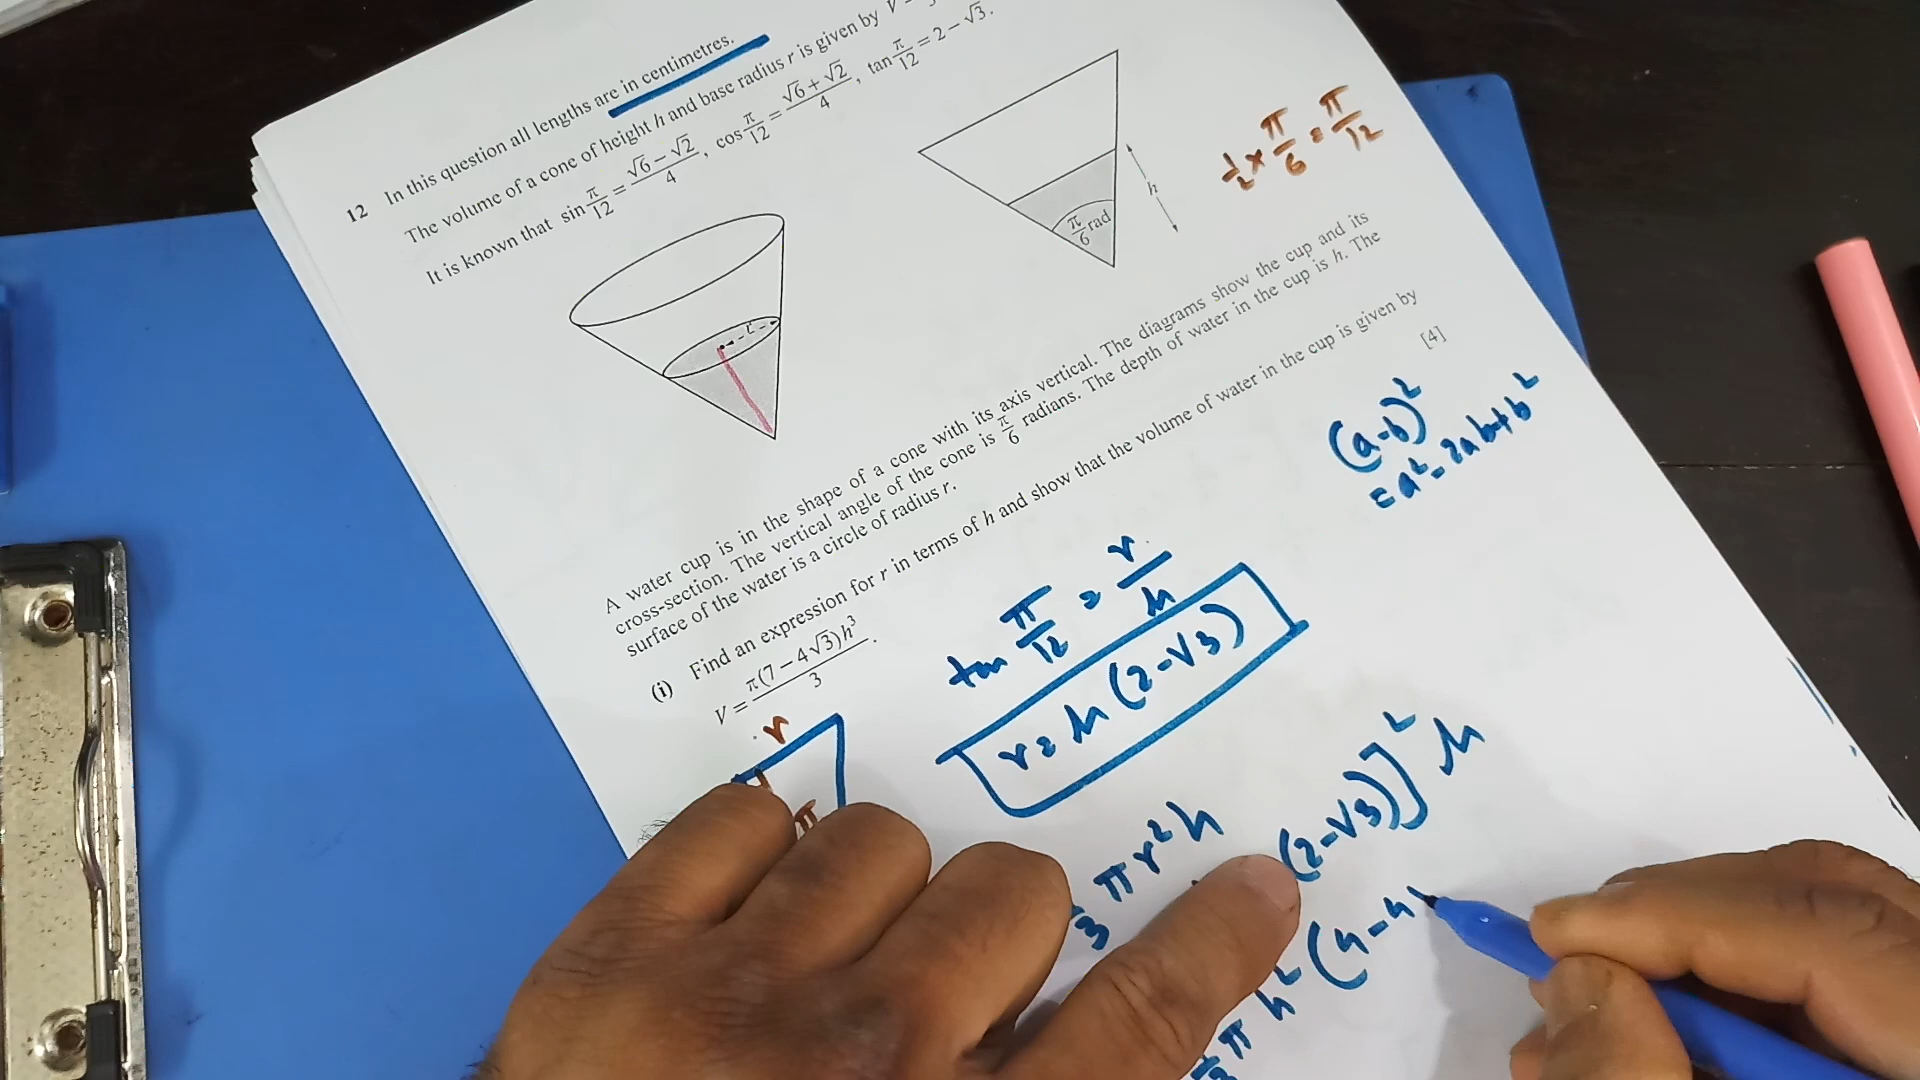 12 In this question all lengths are in centimetres.
The volume of a cone of height h and base radius r is given by V
It is known that sin π/12 = (√6 − √2)/4, cos π/12 = (√6 + √2)/4, tan π/12 = 2 − √3.
r
π/6 rad
h
1/2 × π/6 = π/12
A water cup is in the shape of a cone with its axis vertical. The diagrams show the cup and its
cross-section. The vertical angle of the cone is π/6 radians. The depth of water in the cup is h. The
surface of the water is a circle of radius r.
(i) Find an expression for r in terms of h and show that the volume of water in the cup is given by
V = π(7 − 4√3)h³/3 .
[4]
(a-b)²
= a² - 2ab + b²
tan π/12 = r/h
r = h (2-√3)
r
π
3 π r² h
(2-√3)]² h
1/3 π h² (4-4